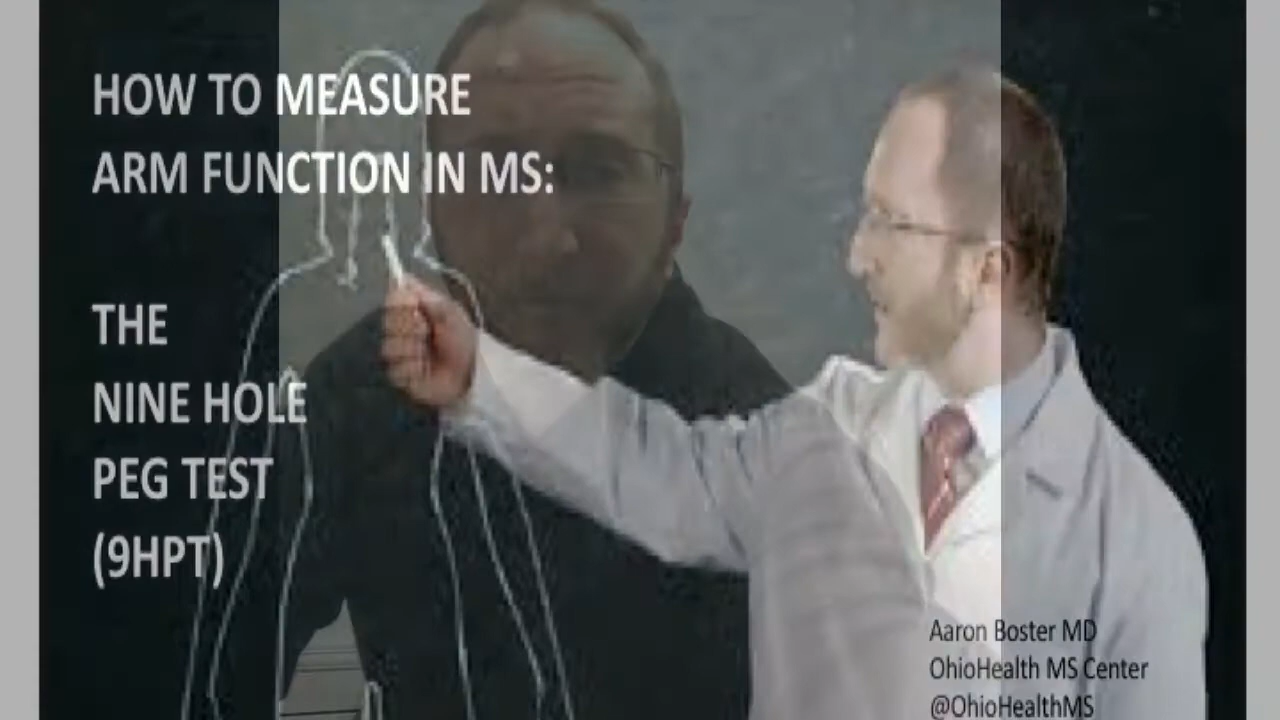 HOW TO MEASURE
ARM FUNCTION IN MS:
THE
NINE HOLE
PEG TEST
(9HPT)
Aaron Boster MD
OhioHealth MS Center
@OhioHealthMS